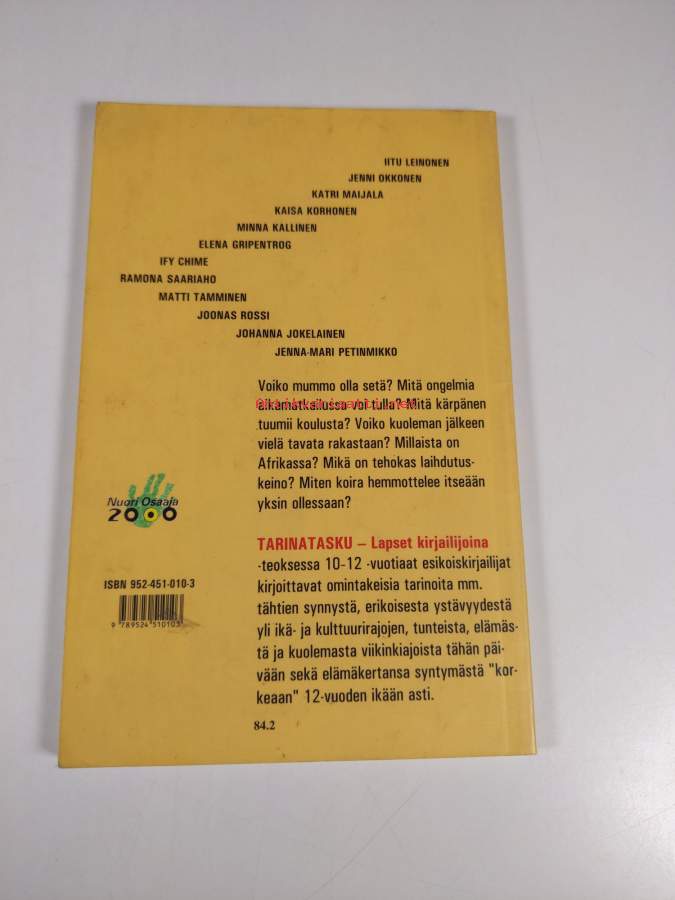 IITU LEINONEN
JENNI OKKONEN
KATRI MAIJALA
KAISA KORHONEN
MINNA KALLINEN
ELENA GRIPENTROG
IFY CHIME
RAMONA SAARIAHO
MATTI TAMMINEN
JOONAS ROSSI
JOHANNA JOKELAINEN
JENNA-MARI PETINMIKKO
Voiko mummo olla setä? Mitä ongelmia
aikamatkailussa voi tulla? Mitä kärpänen
tuumii koulusta? Voiko kuoleman jälkeen
vielä tavata rakastaan? Millaista on
Afrikassa? Mikä on tehokas laihdutus-
keino? Miten koira hemmottelee itseään
yksin ollessaan?
Nuori Osaaja
2000
TARINATASKU – Lapset kirjailijoina
-teoksessa 10-12 -vuotiaat esikoiskirjailijat
kirjoittavat omintakeisia tarinoita mm.
tähtien synnystä, erikoisesta ystävyydestä
yli ikä- ja kulttuurirajojen, tunteista, elämäs-
tä ja kuolemasta viikinkiajoista tähän päi-
vään sekä elämäkertansa syntymästä "kor-
keaan" 12-vuoden ikään asti.
ISBN 952-451-010-3
9 789524 510103
84.2